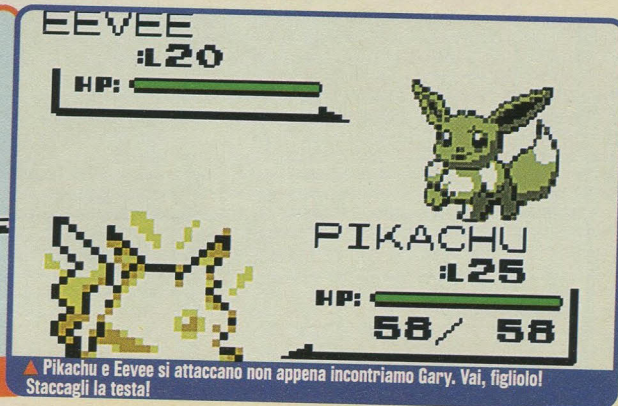 EEVEE
:L20
HP:
PIKACHU
:L25
HP:
58/ 58
Pikachu e Eevee si attaccano non appena incontriamo Gary. Vai, figliolo!
Staccagli la testa!